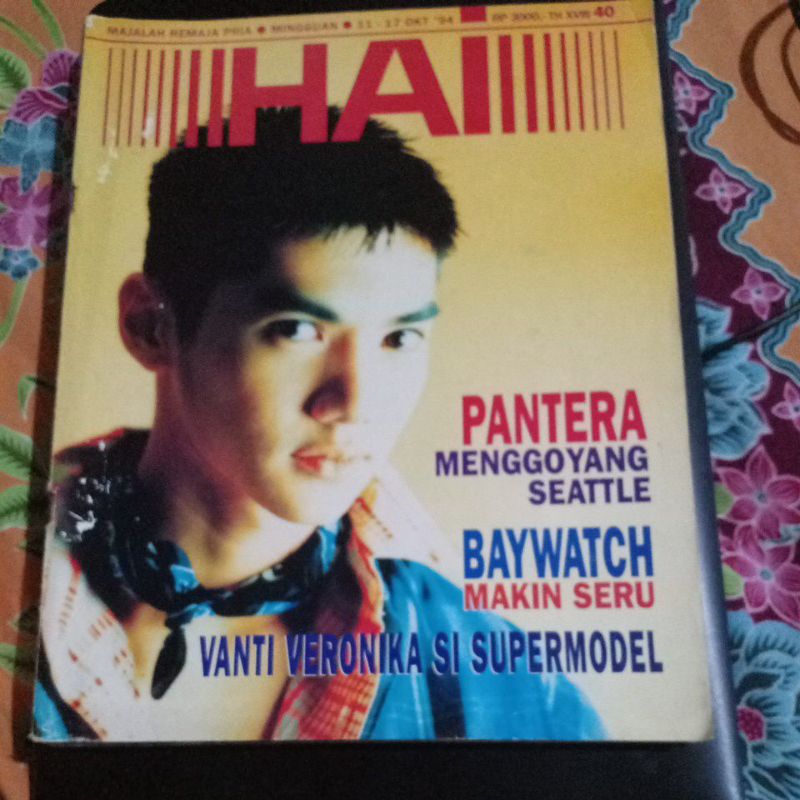 MAJALAH REMAJA PRIA ● MINGGUAN ● 11 - 17 OKT '94 RP 3000,- TH XVIII 40
HAI
PANTERA
MENGGOYANG
SEATTLE
BAYWATCH
MAKIN SERU
VANTI VERONIKA SI SUPERMODEL